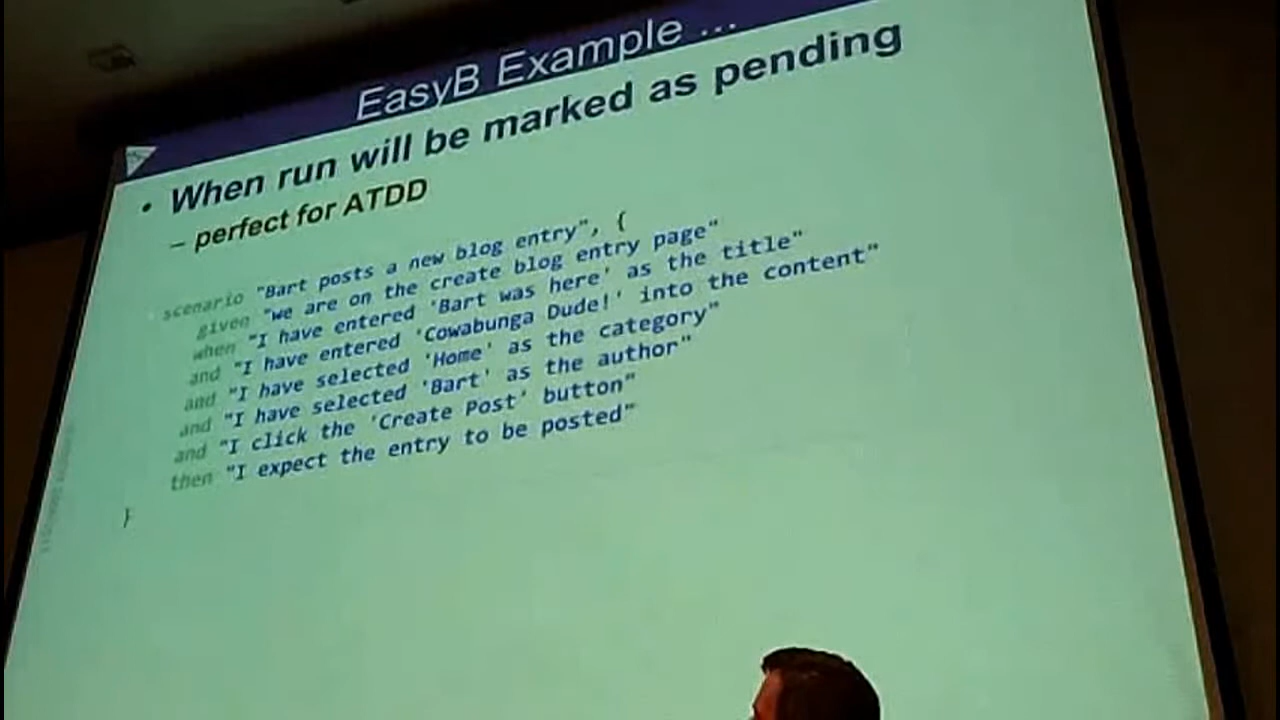 EasyB Example ...
• When run will be marked as pending
– perfect for ATDD
scenario "Bart posts a new blog entry", {
given "we are on the create blog entry page"
when "I have entered 'Bart was here' as the title"
and "I have entered 'Cowabunga Dude!' into the content"
and "I have selected 'Home' as the category"
and "I have selected 'Bart' as the author"
and "I click the 'Create Post' button"
then "I expect the entry to be posted"
}